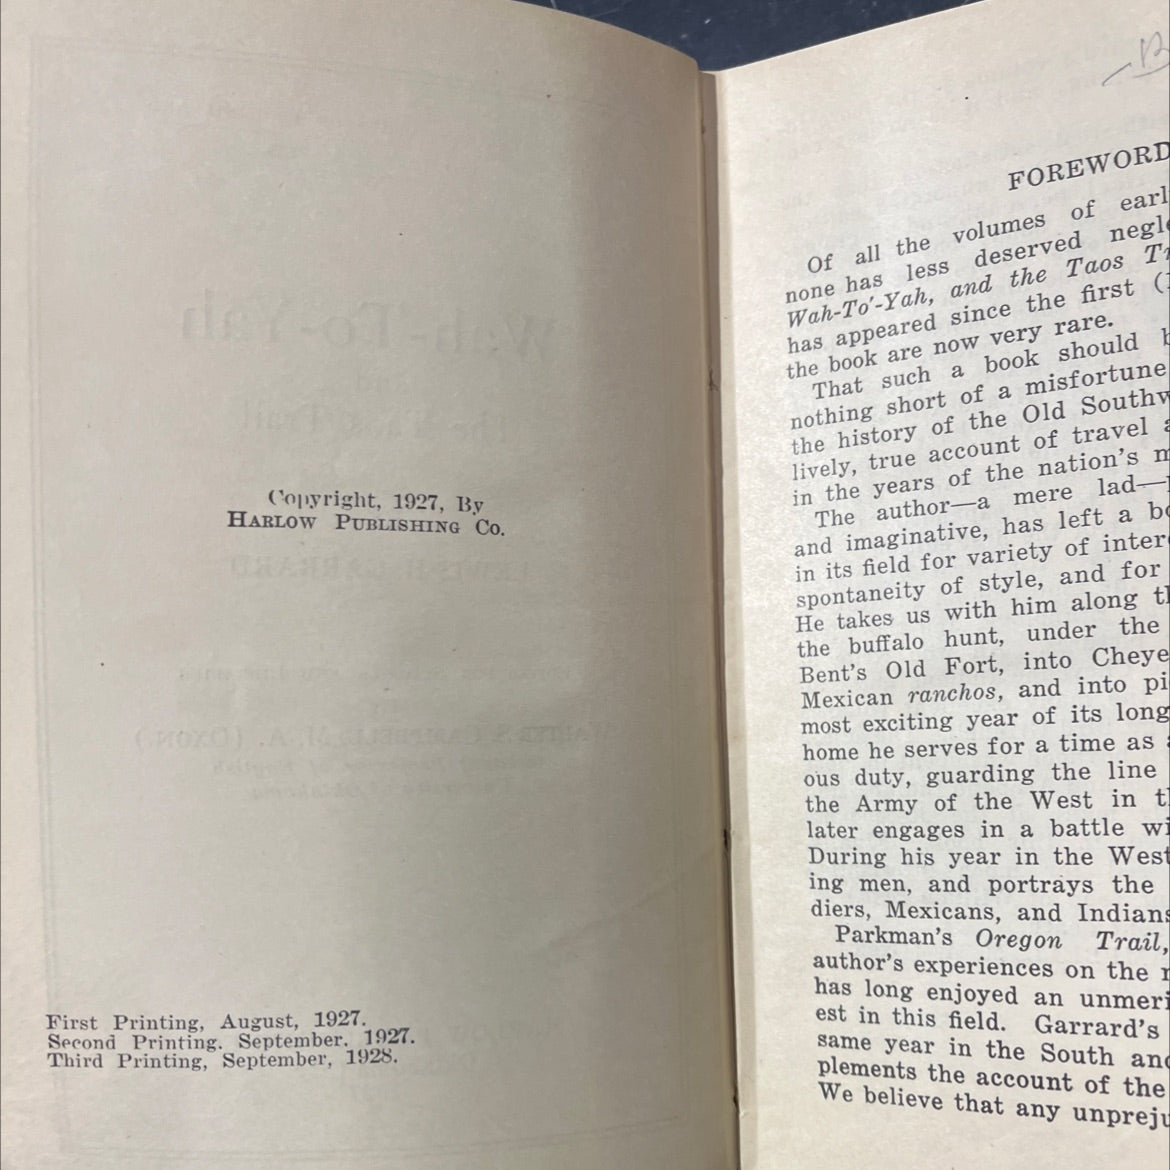 Copyright, 1927, By
HARLOW PUBLISHING CO.
First Printing, August, 1927.
Second Printing. September. 1927.
Third Printing, September, 1928.
FOREWORD
Of all the volumes of earl
none has less deserved negle
Wah-To'-Yah, and the Taos Tr
has appeared since the first (
the book are now very rare.
That such a book should b
nothing short of a misfortune
the history of the Old Southw
lively, true account of travel a
in the years of the nation's m
The author—a mere lad—
and imaginative, has left a bo
in its field for variety of inter
spontaneity of style, and for
He takes us with him along th
the buffalo hunt, under the
Bent's Old Fort, into Cheye
Mexican ranchos, and into pi
most exciting year of its long
home he serves for a time as a
ous duty, guarding the line
the Army of the West in th
later engages in a battle wi
During his year in the West
ing men, and portrays the
diers, Mexicans, and Indians
Parkman's Oregon Trail,
author's experiences on the
has long enjoyed an unmeri
est in this field. Garrard's
same year in the South and
plements the account of the
We believe that any unpreju